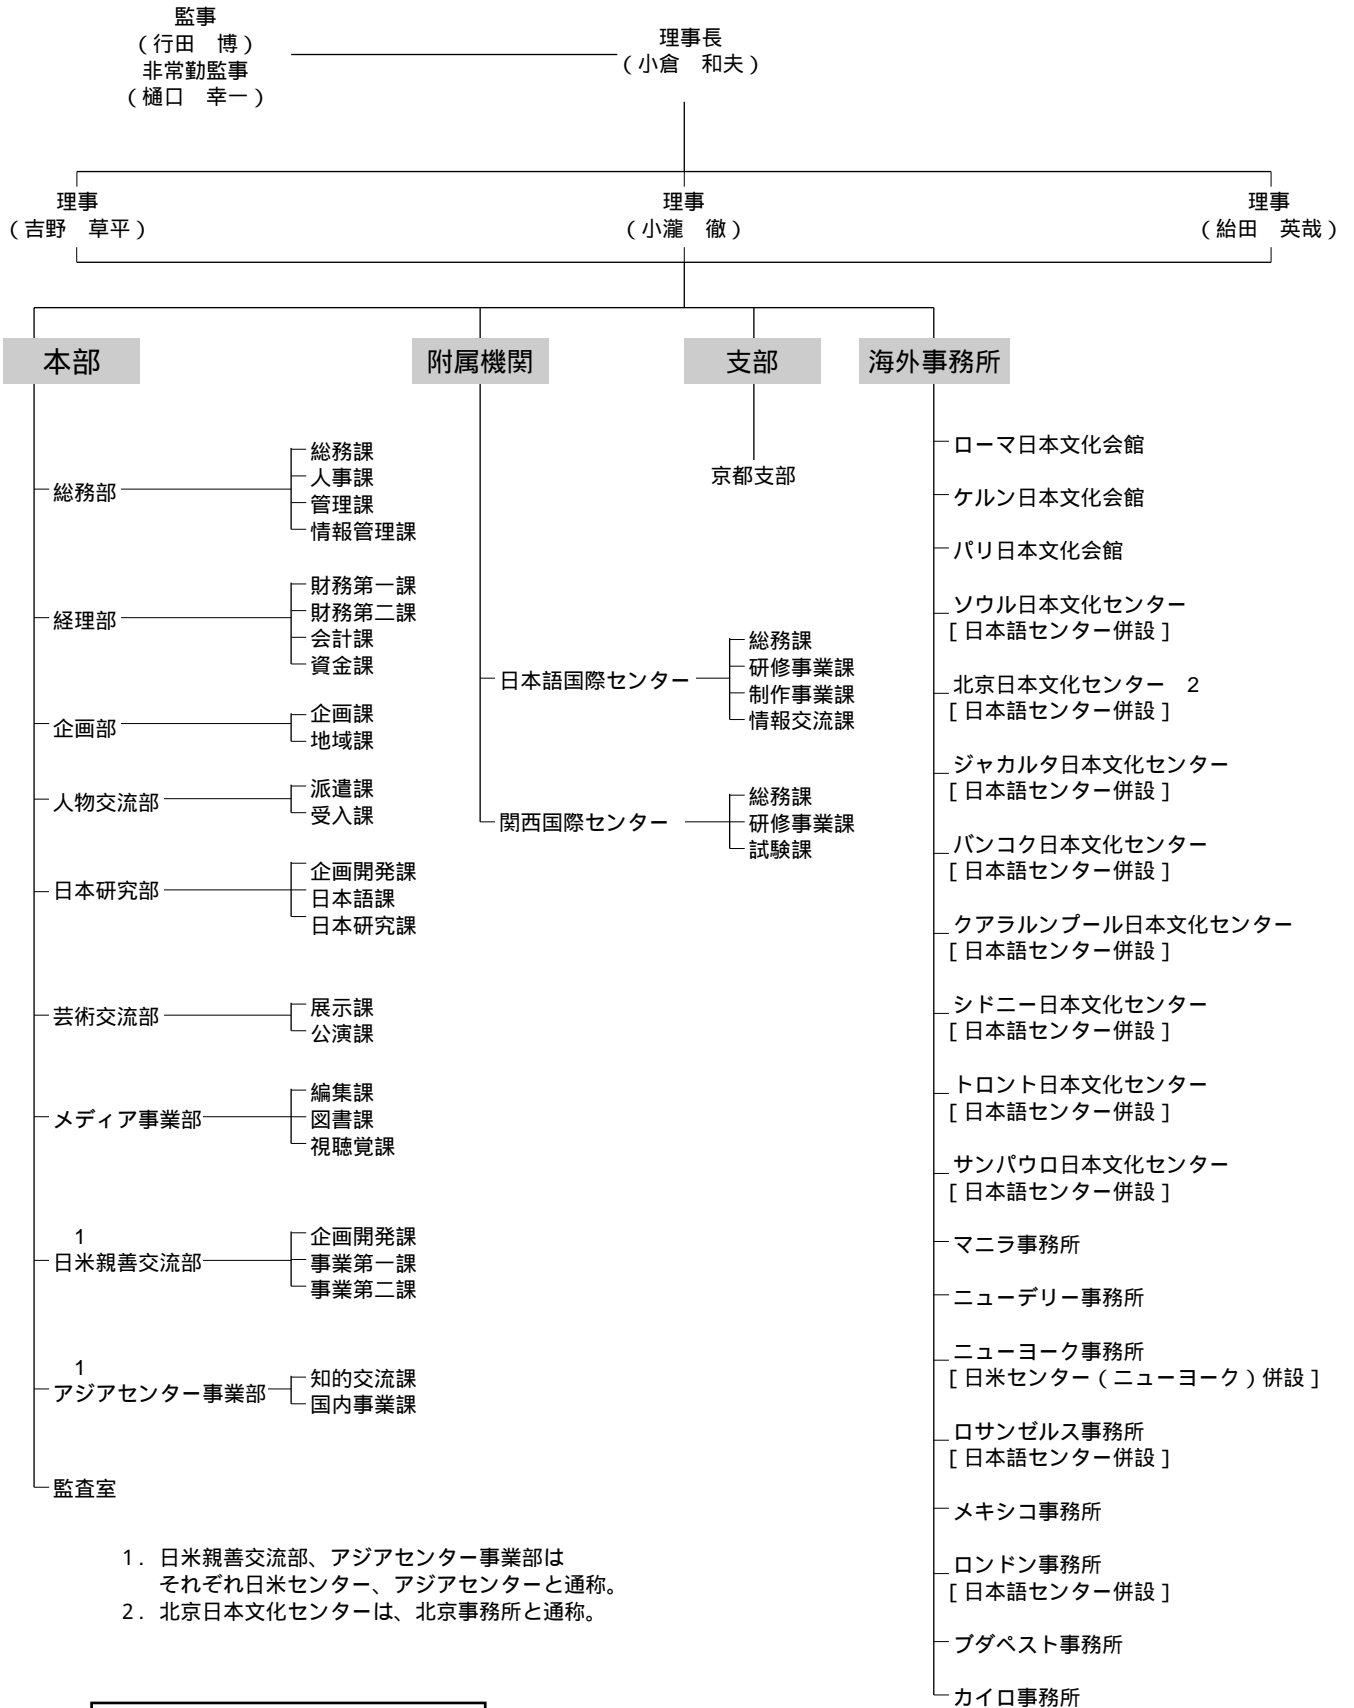 監事
(行田　博)
非常勤監事
(樋口　幸一)
理事長
(小倉　和夫)
理事
(吉野　草平)
理事
(小瀧　徹)
理事
(紿田　英哉)
本部
総務部
総務課
人事課
管理課
情報管理課
経理部
財務第一課
財務第二課
会計課
資金課
企画部
企画課
地域課
人物交流部
派遣課
受入課
日本研究部
企画開発課
日本語課
日本研究課
芸術交流部
展示課
公演課
メディア事業部
編集課
図書課
視聴覚課
1
日米親善交流部
企画開発課
事業第一課
事業第二課
1
アジアセンター事業部
知的交流課
国内事業課
監査室
附属機関
日本語国際センター
総務課
研修事業課
制作事業課
情報交流課
関西国際センター
総務課
研修事業課
試験課
支部
京都支部
海外事務所
ローマ日本文化会館
ケルン日本文化会館
パリ日本文化会館
ソウル日本文化センター
[日本語センター併設]
北京日本文化センター　2
[日本語センター併設]
ジャカルタ日本文化センター
[日本語センター併設]
バンコク日本文化センター
[日本語センター併設]
クアラルンプール日本文化センター
[日本語センター併設]
シドニー日本文化センター
[日本語センター併設]
トロント日本文化センター
[日本語センター併設]
サンパウロ日本文化センター
[日本語センター併設]
マニラ事務所
ニューデリー事務所
ニューヨーク事務所
[日米センター(ニューヨーク)併設]
ロサンゼルス事務所
[日本語センター併設]
メキシコ事務所
ロンドン事務所
[日本語センター併設]
ブダペスト事務所
カイロ事務所
1．日米親善交流部、アジアセンター事業部は
それぞれ日米センター、アジアセンターと通称。
2．北京日本文化センターは、北京事務所と通称。